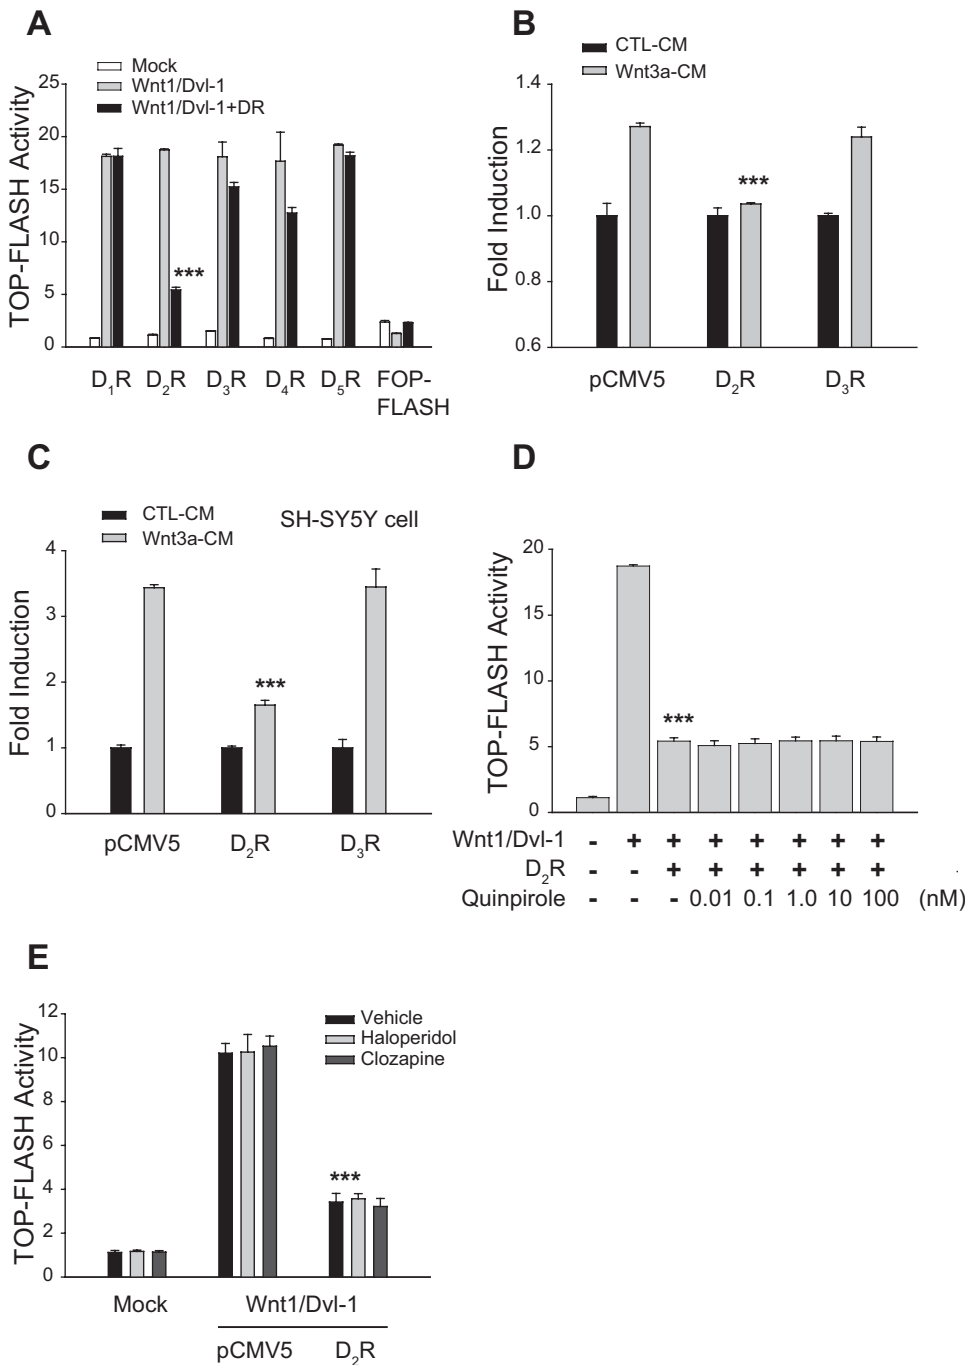 A
Mock
Wnt1/Dvl-1
Wnt1/Dvl-1+DR
TOP-FLASH Activity
25
20
15
10
5
0
***
D1R D2R D3R D4R D5R FOP-
FLASH
B
CTL-CM
Wnt3a-CM
Fold Induction
1.4
1.2
1.0
0.8
0.6
***
pCMV5 D2R D3R
C
CTL-CM
Wnt3a-CM
SH-SY5Y cell
Fold Induction
4
3
2
1
0
***
pCMV5 D2R D3R
D
TOP-FLASH Activity
20
15
10
5
0
***
Wnt1/Dvl-1 - + + + + + + +
D2R - - + + + + + +
Quinpirole - - - 0.01 0.1 1.0 10 100 (nM)
E
Vehicle
Haloperidol
Clozapine
TOP-FLASH Activity
12
10
8
6
4
2
0
***
Mock Wnt1/Dvl-1
pCMV5 D2R